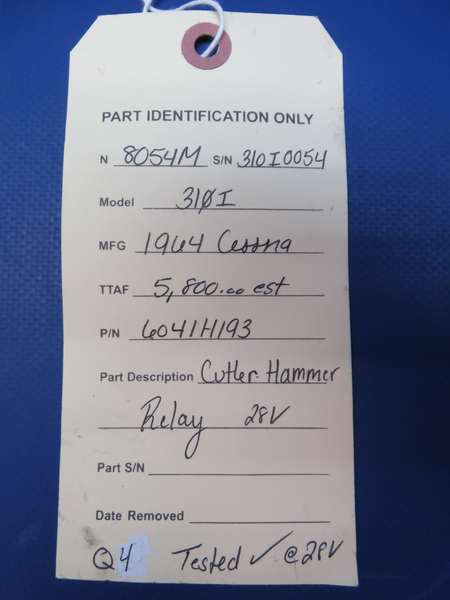 PART IDENTIFICATION ONLY
N 8054M S/N 310I0054
Model 310I
MFG 1964 Cessna
TTAF 5,800.00 est
P/N 6041H193
Part Description Cutler-Hammer
Relay 28V
Part S/N
Date Removed
Q4 Tested ✓ @28V